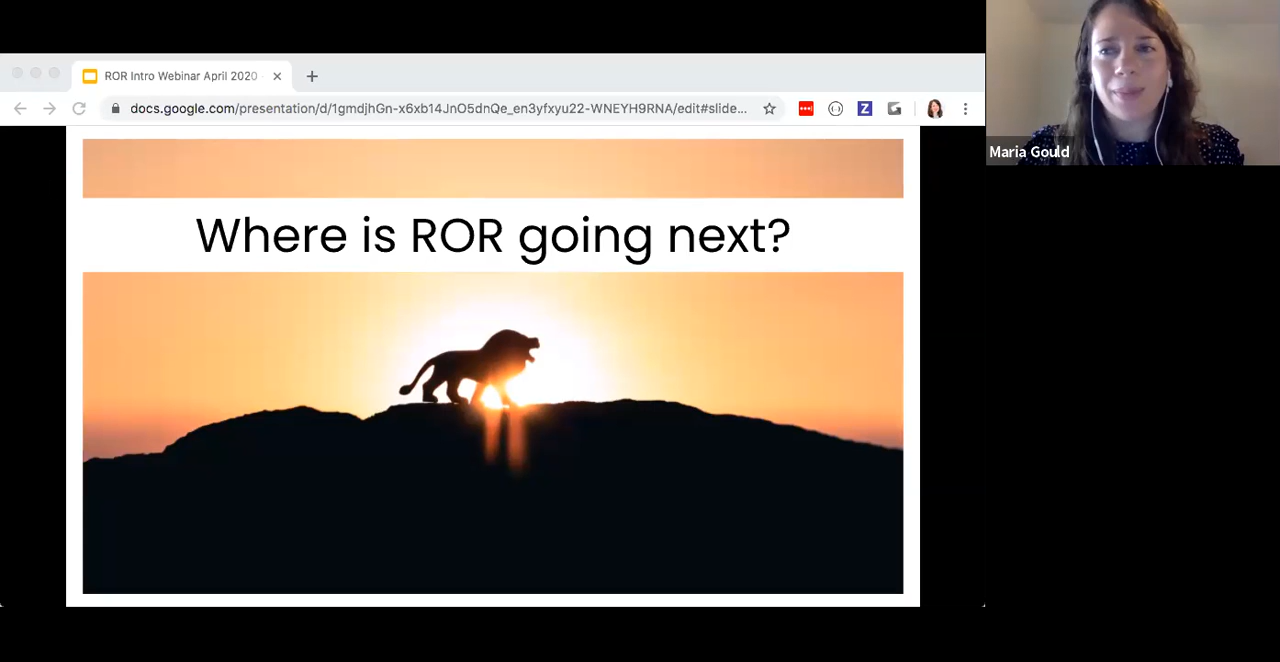 ROR Intro Webinar April 2020
docs.google.com/presentation/d/1gmdjhGn-x6xb14JnO5dnQe_en3yfxyu22-WNEYH9RNA/edit#slide...
Z
G
Maria Gould
Where is ROR going next?